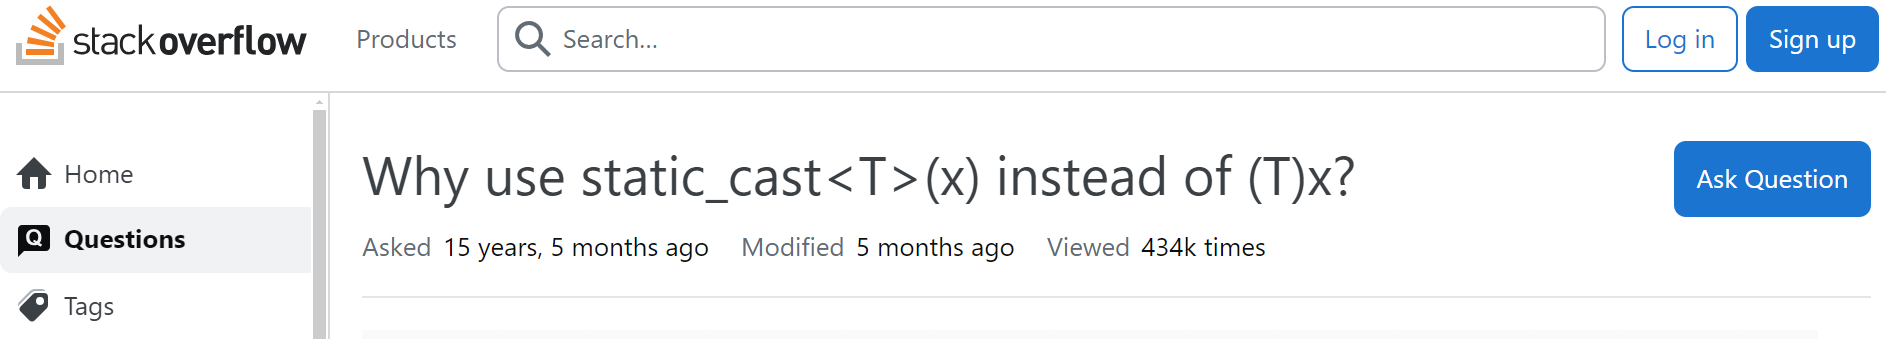 stackoverflow Products Search... Log in Sign up
Home
Questions
Tags
Why use static_cast<T>(x) instead of (T)x?
Ask Question
Asked 15 years, 5 months ago Modified 5 months ago Viewed 434k times